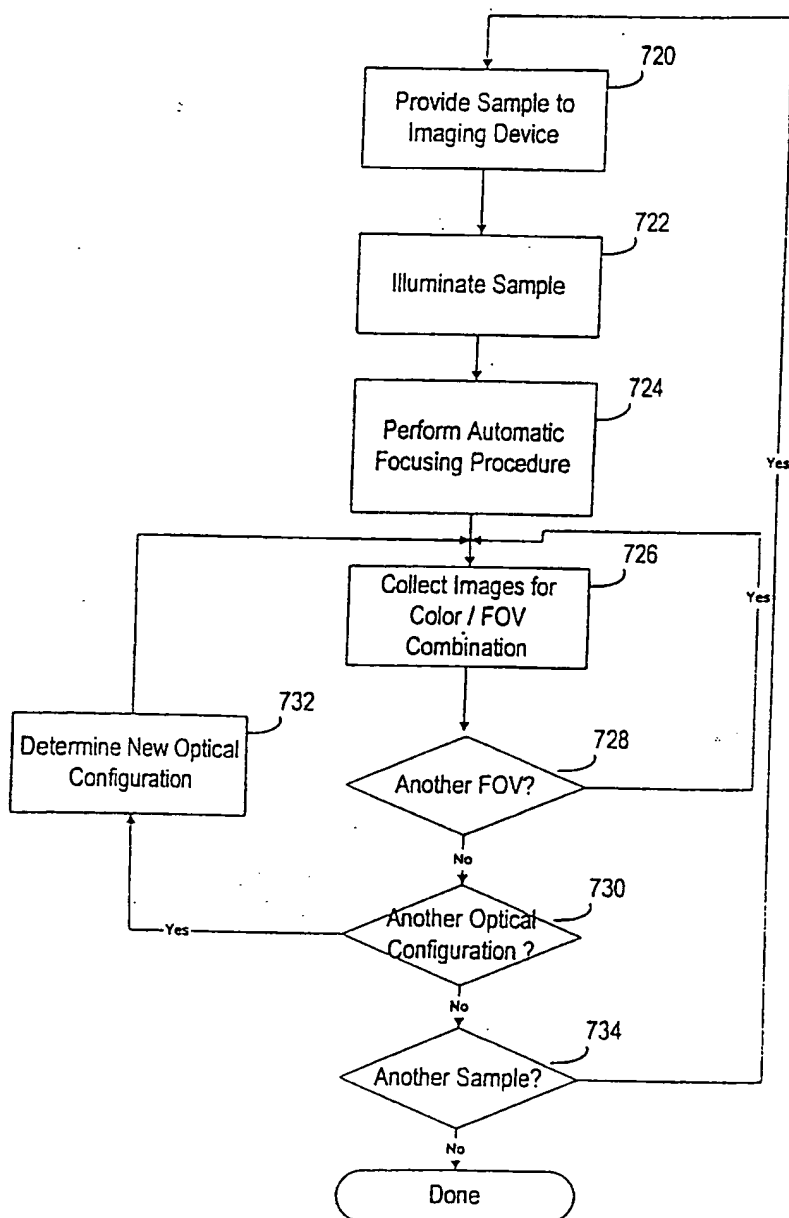 720
Provide Sample to
Imaging Device
722
Illuminate Sample
724
Perform Automatic
Focusing Procedure
Yes
726
Collect Images for
Color / FOV
Combination
Yes
732
Determine New Optical
Configuration
728
Another FOV?
No
730
Another Optical
Configuration ?
Yes
No
734
Another Sample?
No
Done